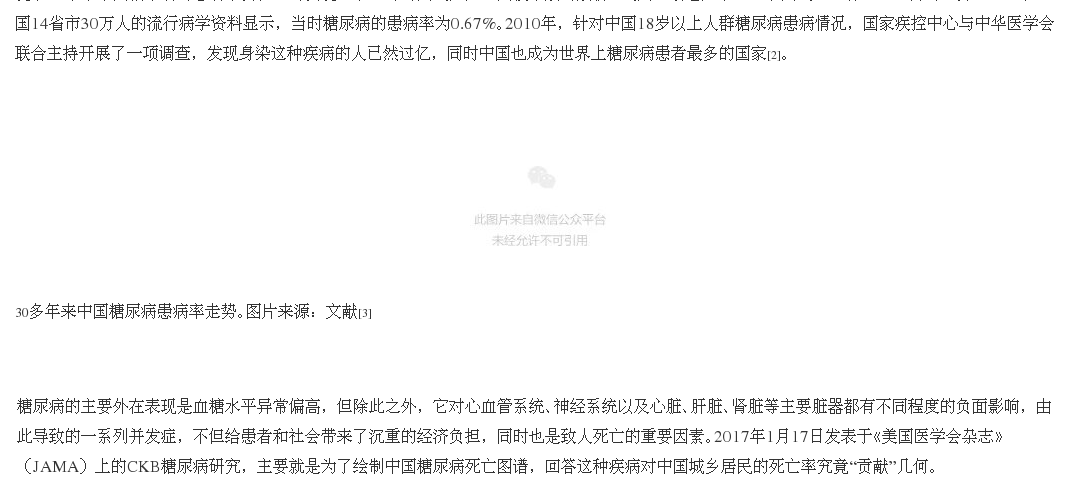 国14省市30万人的流行病学资料显示，当时糖尿病的患病率为0.67%。2010年，针对中国18岁以上人群糖尿病患病情况，国家疾控中心与中华医学会
联合主持开展了一项调查，发现身染这种疾病的人已然过亿，同时中国也成为世界上糖尿病患者最多的国家[2]。
此图片来自微信公众平台
未经允许不可引用
30多年来中国糖尿病患病率走势。图片来源：文献[3]
糖尿病的主要外在表现是血糖水平异常偏高，但除此之外，它对心血管系统、神经系统以及心脏、肝脏、肾脏等主要脏器都有不同程度的负面影响，由
此导致的一系列并发症，不但给患者和社会带来了沉重的经济负担，同时也是致人死亡的重要因素。2017年1月17日发表于《美国医学会杂志》
（JAMA）上的CKB糖尿病研究，主要就是为了绘制中国糖尿病死亡图谱，回答这种疾病对中国城乡居民的死亡率究竟“贡献”几何。